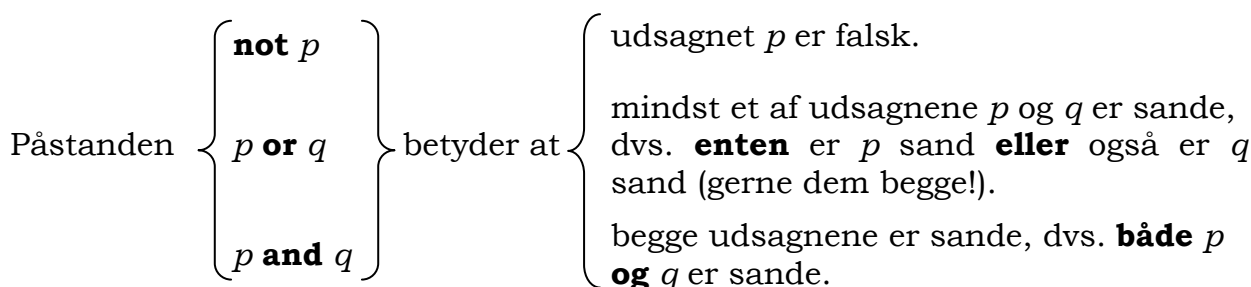 not p
udsagnet p er falsk.
Påstanden
p or q
betyder at
mindst et af udsagnene p og q er sande,
dvs. enten er p sand eller også er q
sand (gerne dem begge!).
p and q
begge udsagnene er sande, dvs. både p
og q er sande.